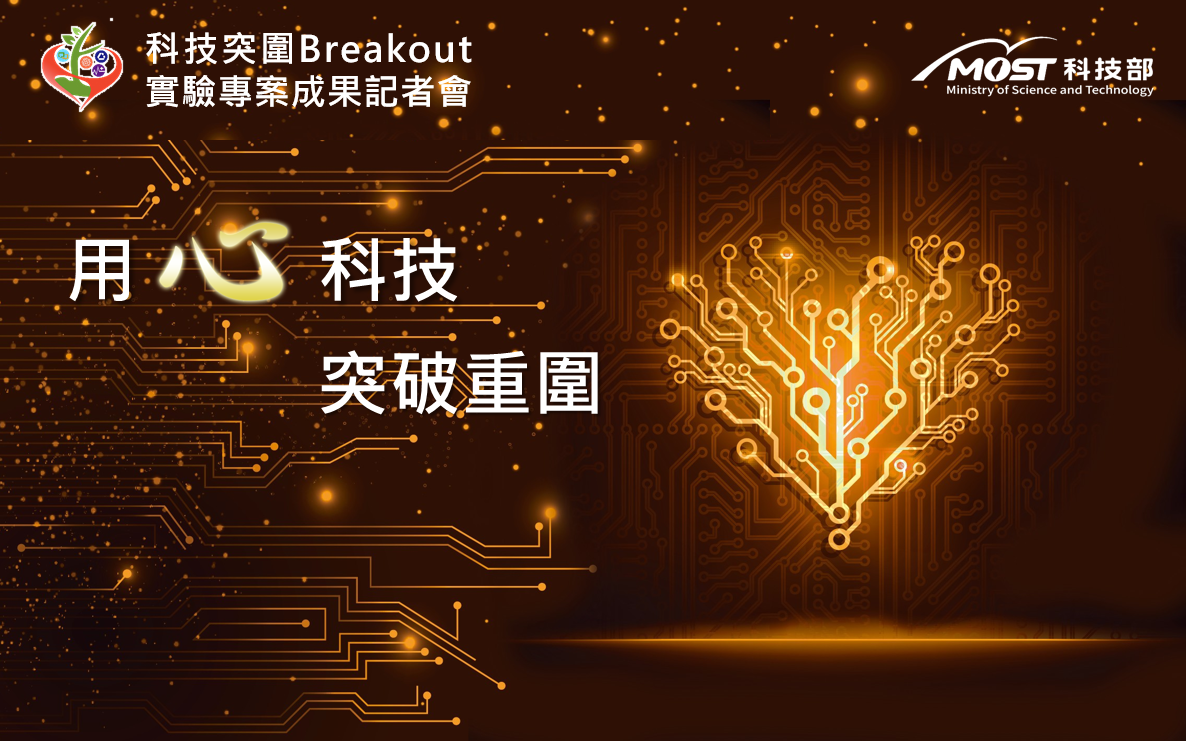 科技突圍Breakout
實驗專案成果記者會
MOST 科技部
Ministry of Science and Technology
用心科技
突破重圍